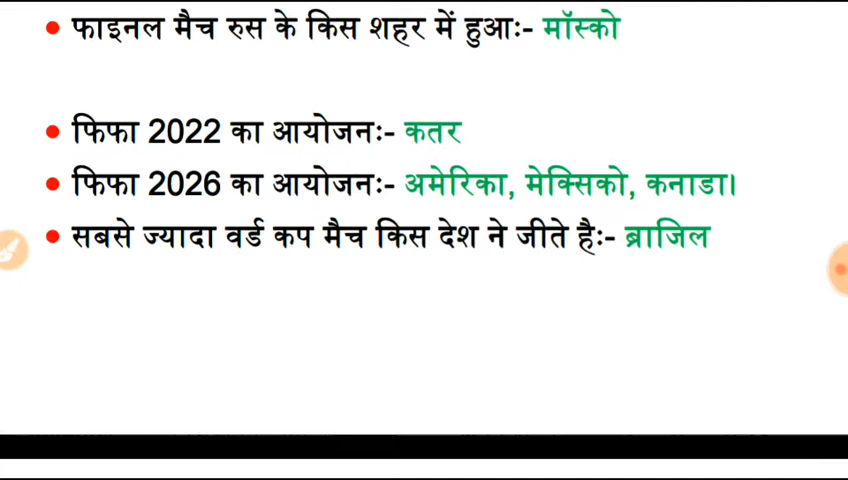 • फाइनल मैच रुस के किस शहर में हुआः- मॉस्को
• फिफा 2022 का आयोजनः- कतर
• फिफा 2026 का आयोजनः- अमेरिका, मेक्सिको, कनाडा।
• सबसे ज्यादा वर्ड कप मैच किस देश ने जीते हैः- ब्राजिल